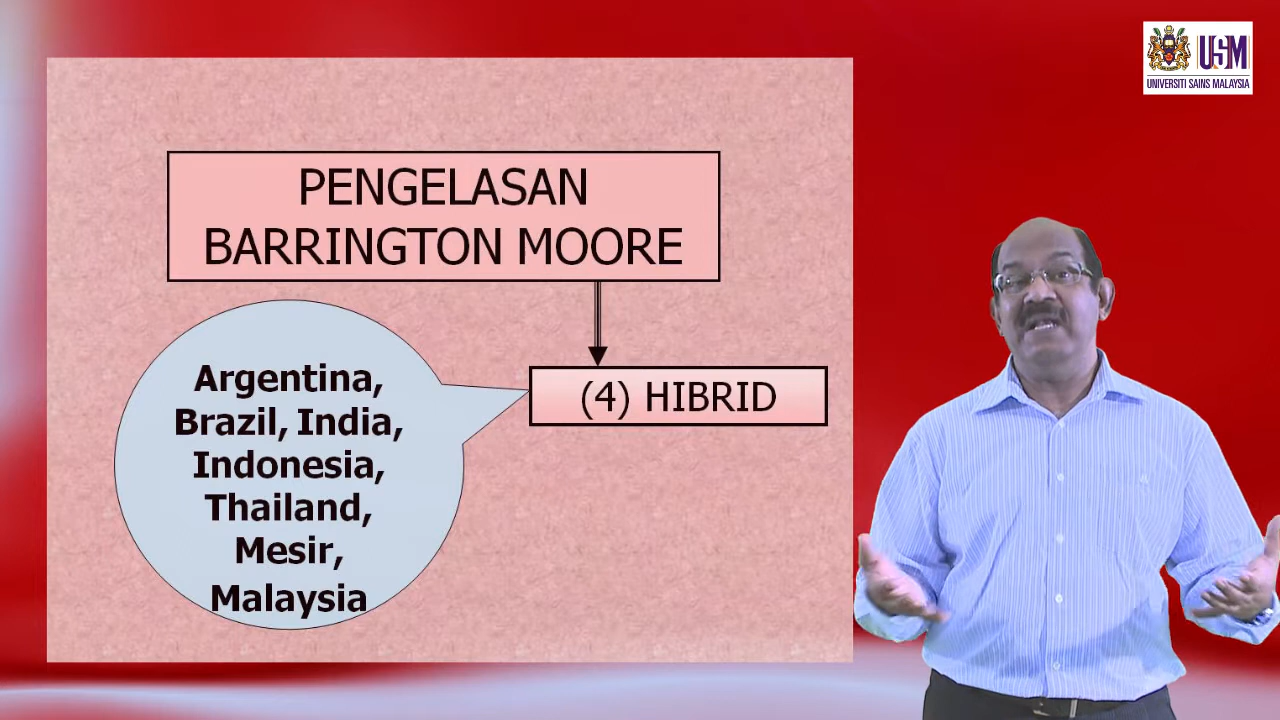 PENGELASAN
BARRINGTON MOORE
(4) HIBRID
Argentina,
Brazil, India,
Indonesia,
Thailand,
Mesir,
Malaysia
USM
UNIVERSITI SAINS MALAYSIA